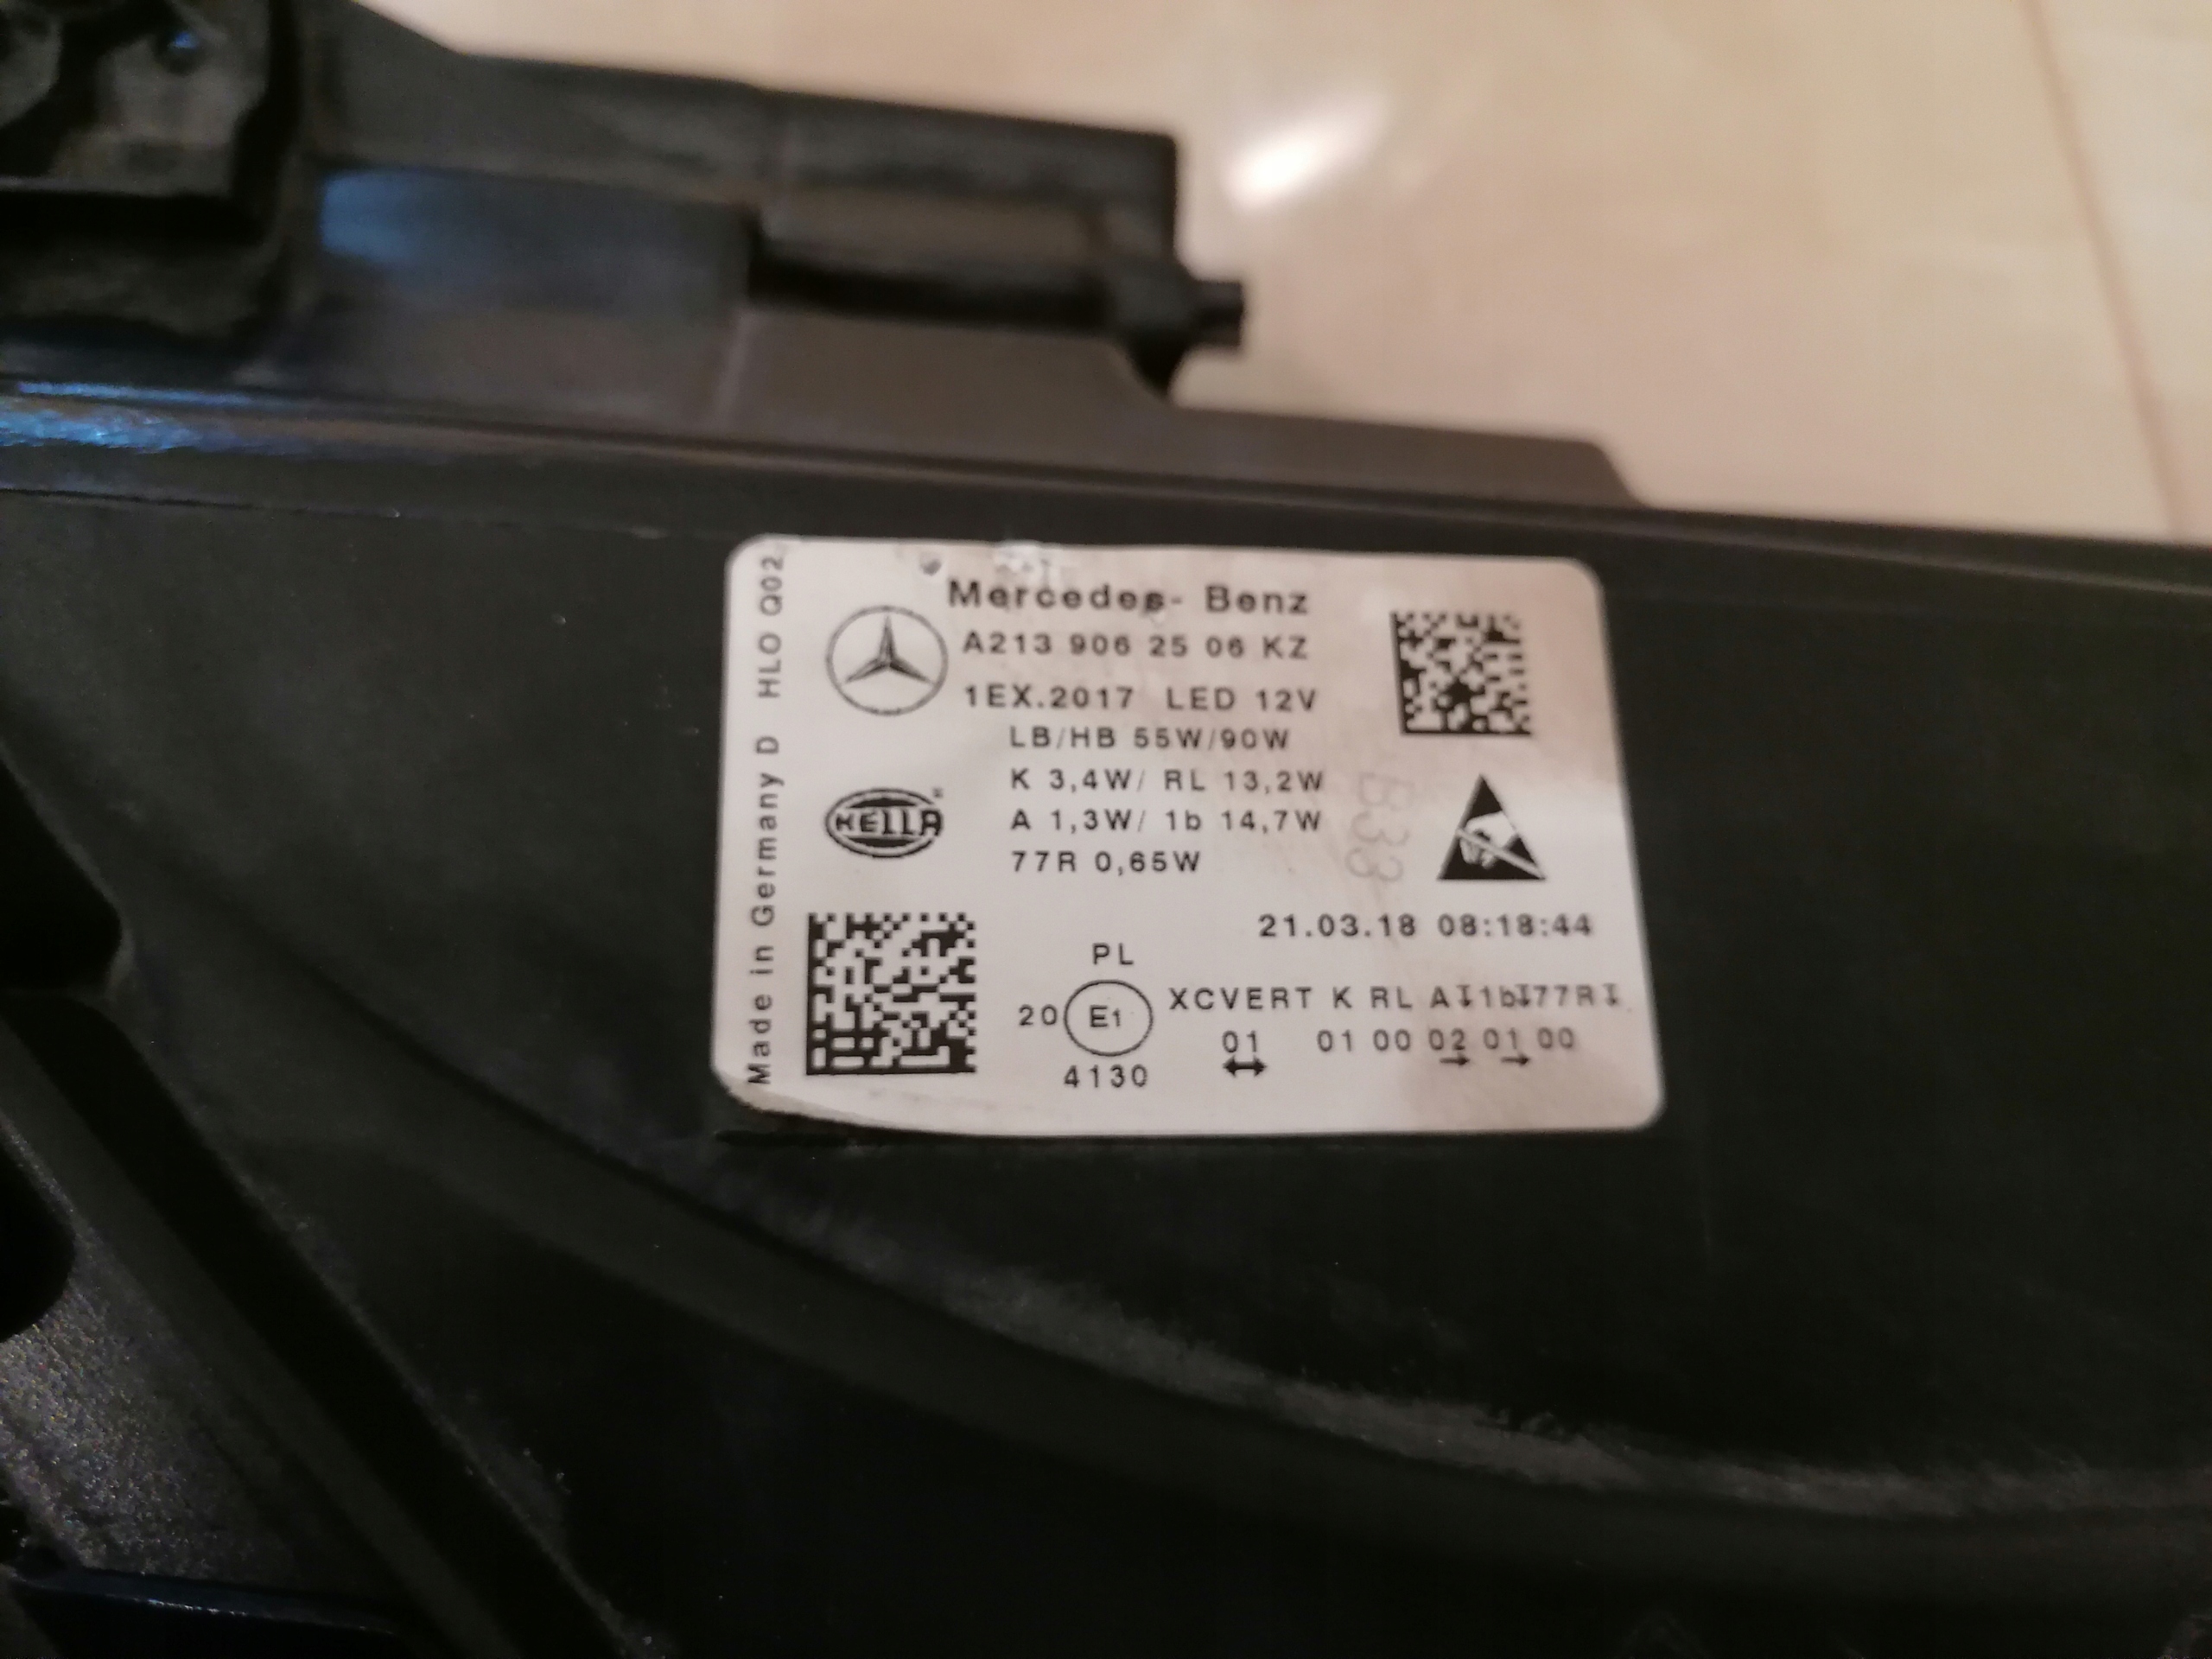 Mercedes- Benz
A213 906 25 06 KZ
1EX.2017 LED 12V
LB/HB 55W/90W
K 3,4W/ RL 13,2W
A 1,3W/ 1b 14,7W
77R 0,65W
HELLA
B33
21.03.18 08:18:44
PL
20 E1 XCVERT K RL A↧1b↧77R↧
01 01 00 02 01 00
↔ → →
4130
Made in Germany D HLO Q02